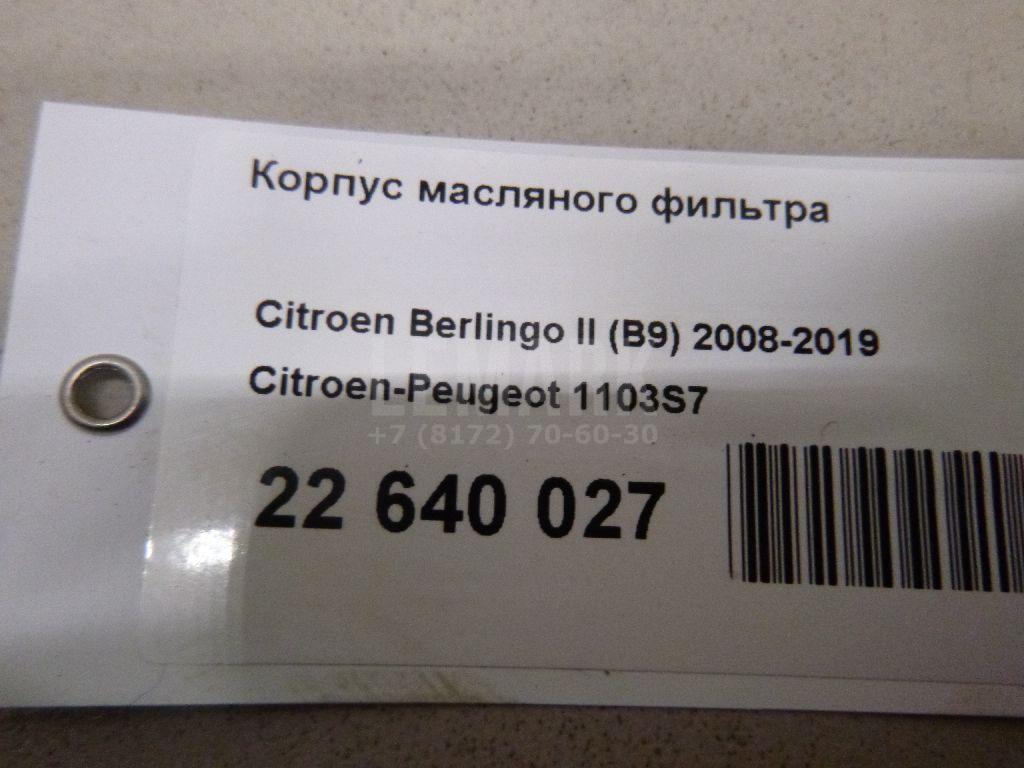 Корпус масляного фильтра
Citroen Berlingo II (B9) 2008-2019
Citroen-Peugeot 1103S7
LEMARK
+7 (8172) 70-60-30
22 640 027